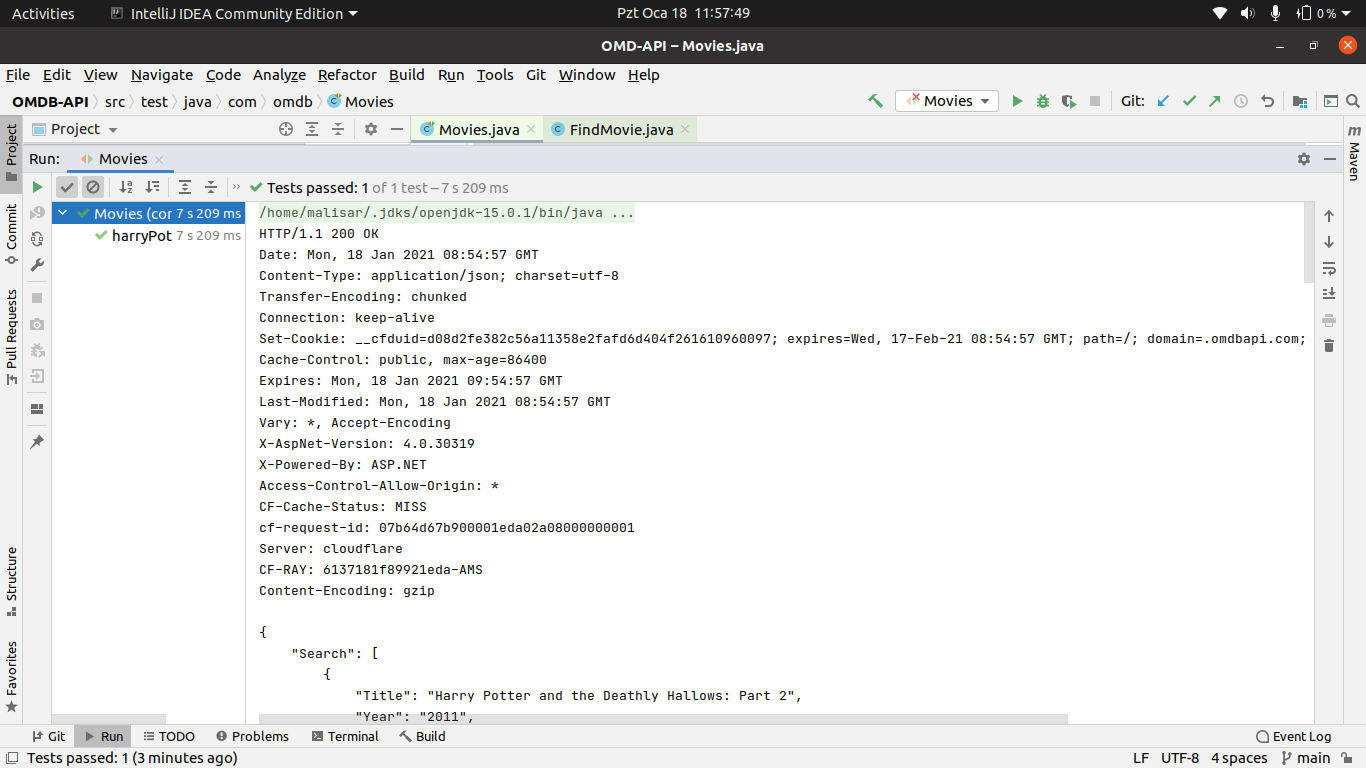 Activities IntelliJ IDEA Community Edition Pzt Oca 18 11:57:49 0 %
OMD-API – Movies.java
File Edit View Navigate Code Analyze Refactor Build Run Tools Git Window Help
OMDB-API src test java com omdb Movies Movies Git:
Project Movies.java FindMovie.java
Run: Movies
Tests passed: 1 of 1 test – 7 s 209 ms
Movies (cor 7 s 209 ms
harryPot 7 s 209 ms
/home/malisar/.jdks/openjdk-15.0.1/bin/java ...
HTTP/1.1 200 OK
Date: Mon, 18 Jan 2021 08:54:57 GMT
Content-Type: application/json; charset=utf-8
Transfer-Encoding: chunked
Connection: keep-alive
Set-Cookie: __cfduid=d08d2fe382c56a11358e2fafd6d404f261610960097; expires=Wed, 17-Feb-21 08:54:57 GMT; path=/; domain=.omdbapi.com;
Cache-Control: public, max-age=86400
Expires: Mon, 18 Jan 2021 09:54:57 GMT
Last-Modified: Mon, 18 Jan 2021 08:54:57 GMT
Vary: *, Accept-Encoding
X-AspNet-Version: 4.0.30319
X-Powered-By: ASP.NET
Access-Control-Allow-Origin: *
CF-Cache-Status: MISS
cf-request-id: 07b64d67b900001eda02a08000000001
Server: cloudflare
CF-RAY: 6137181f89921eda-AMS
Content-Encoding: gzip
{
"Search": [
{
"Title": "Harry Potter and the Deathly Hallows: Part 2",
"Year": "2011",
Project
Commit
Pull Requests
Structure
Favorites
Maven
Git Run TODO Problems Terminal Build Event Log
Tests passed: 1 (3 minutes ago) LF UTF-8 4 spaces main